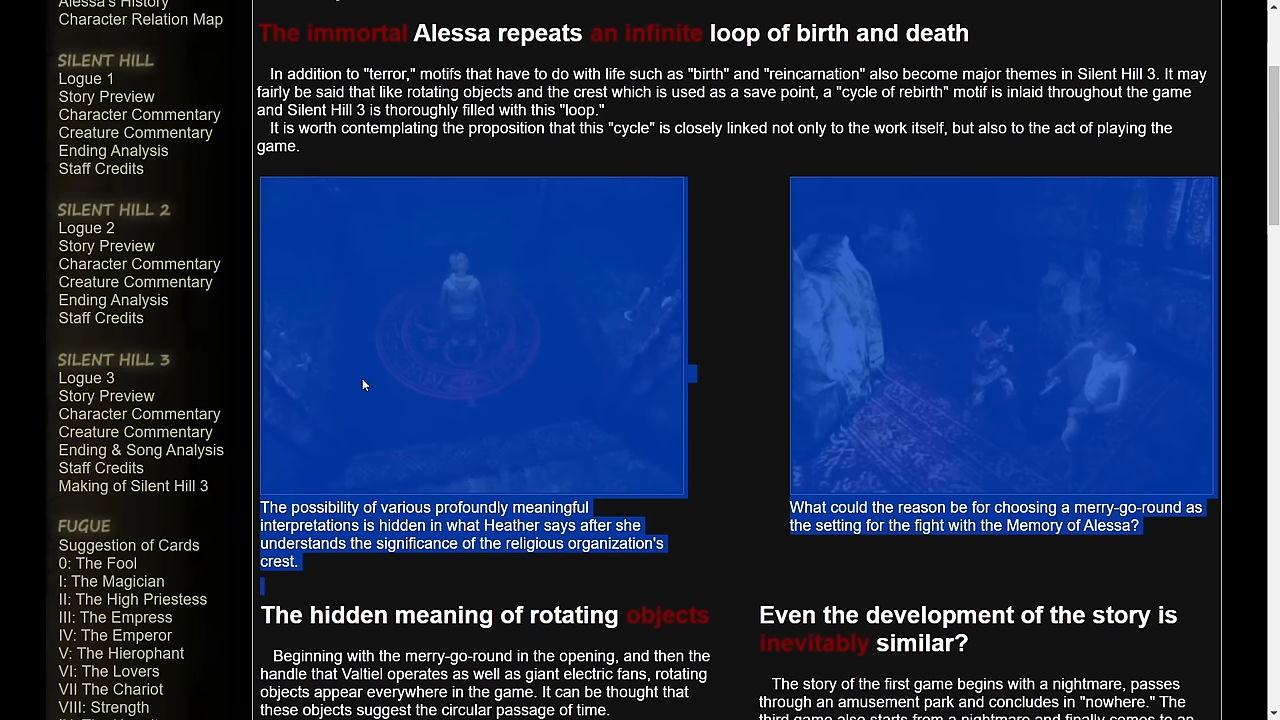 Alessa's History
Character Relation Map
SILENT HILL
Logue 1
Story Preview
Character Commentary
Creature Commentary
Ending Analysis
Staff Credits
SILENT HILL 2
Logue 2
Story Preview
Character Commentary
Creature Commentary
Ending Analysis
Staff Credits
SILENT HILL 3
Logue 3
Story Preview
Character Commentary
Creature Commentary
Ending & Song Analysis
Staff Credits
Making of Silent Hill 3
FUGUE
Suggestion of Cards
0: The Fool
I: The Magician
II: The High Priestess
III: The Empress
IV: The Emperor
V: The Hierophant
VI: The Lovers
VII The Chariot
VIII: Strength
The immortal Alessa repeats an infinite loop of birth and death
In addition to "terror," motifs that have to do with life such as "birth" and "reincarnation" also become major themes in Silent Hill 3. It may
fairly be said that like rotating objects and the crest which is used as a save point, a "cycle of rebirth" motif is inlaid throughout the game
and Silent Hill 3 is thoroughly filled with this "loop."
It is worth contemplating the proposition that this "cycle" is closely linked not only to the work itself, but also to the act of playing the
game.
The possibility of various profoundly meaningful
interpretations is hidden in what Heather says after she
understands the significance of the religious organization's
crest.
What could the reason be for choosing a merry-go-round as
the setting for the fight with the Memory of Alessa?
The hidden meaning of rotating objects
Beginning with the merry-go-round in the opening, and then the
handle that Valtiel operates as well as giant electric fans, rotating
objects appear everywhere in the game. It can be thought that
these objects suggest the circular passage of time.
Even the development of the story is
inevitably similar?
The story of the first game begins with a nightmare, passes
through an amusement park and concludes in "nowhere." The
third game also starts from a nightmare and finally comes to